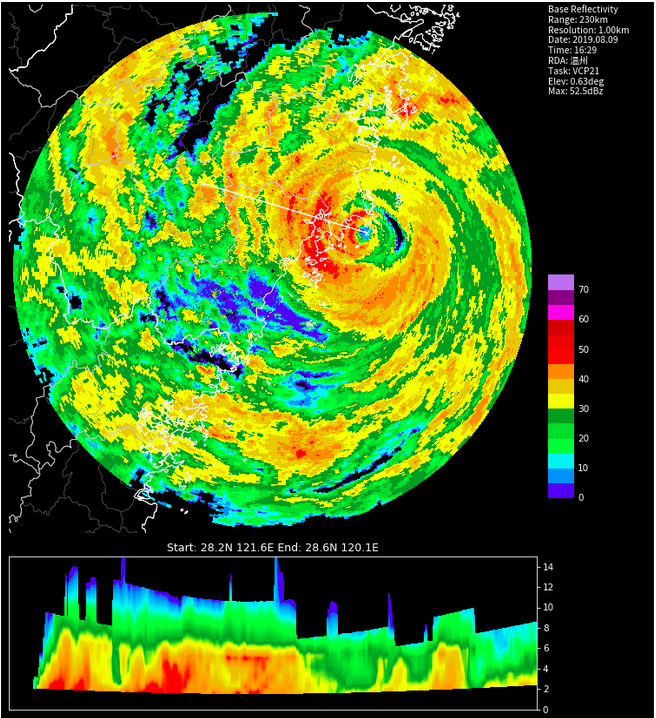 Base Reflectivity
Range: 230km
Resolution: 1.00km
Date: 2019.08.09
Time: 16:29
RDA: 温州
Task: VCP21
Elev: 0.63deg
Max: 52.5dBz
70
60
50
40
30
20
10
0
Start: 28.2N 121.6E End: 28.6N 120.1E
14
12
10
8
6
4
2
0